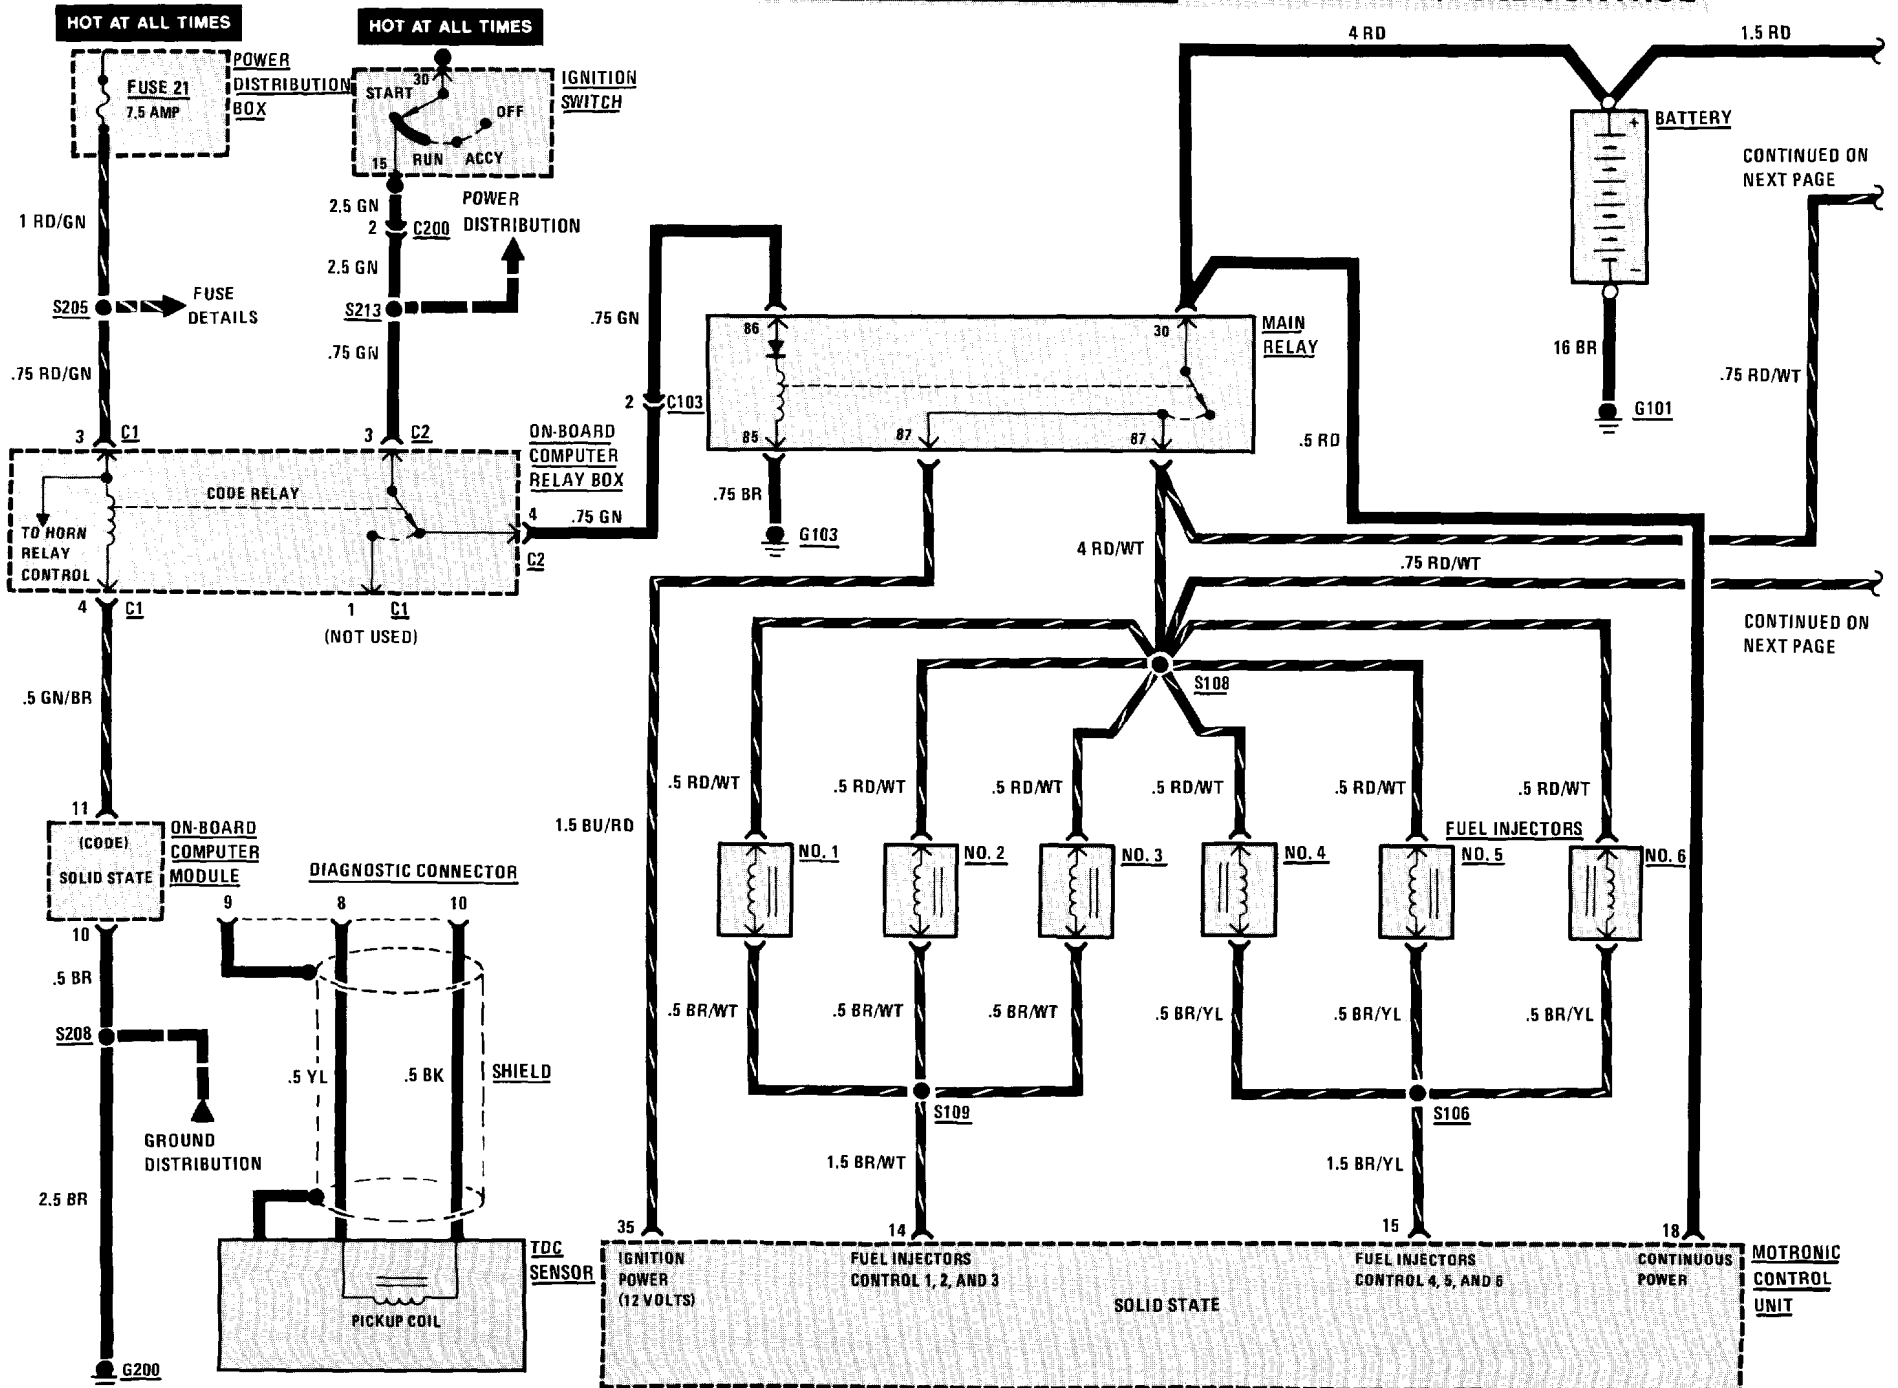 HOT AT ALL TIMES
HOT AT ALL TIMES
FUSE 21
7.5 AMP
POWER
DISTRIBUTION
BOX
30
START
OFF
RUN
ACCY
15
IGNITION
SWITCH
4 RD
1.5 RD
+
-
BATTERY
CONTINUED ON
NEXT PAGE
1 RD/GN
2.5 GN
2
C200
POWER
DISTRIBUTION
2.5 GN
S205
FUSE
DETAILS
S213
.75 GN
.75 RD/GN
.75 GN
2
C103
86
30
85
87
87
MAIN
RELAY
16 BR
G101
.75 RD/WT
.5 RD
3
C1
3
C2
ON-BOARD
COMPUTER
RELAY BOX
CODE RELAY
TO HORN
RELAY
CONTROL
4
.75 GN
C2
.75 BR
G103
4
C1
1
C1
(NOT USED)
4 RD/WT
.75 RD/WT
CONTINUED ON
NEXT PAGE
S108
.5 GN/BR
.5 RD/WT
.5 RD/WT
.5 RD/WT
.5 RD/WT
.5 RD/WT
.5 RD/WT
1.5 BU/RD
11
(CODE)
SOLID STATE
ON-BOARD
COMPUTER
MODULE
FUEL INJECTORS
NO. 1
NO. 2
NO. 3
NO. 4
NO. 5
NO. 6
DIAGNOSTIC CONNECTOR
9
8
10
10
.5 BR
S208
GROUND
DISTRIBUTION
.5 YL
.5 BK
SHIELD
.5 BR/WT
.5 BR/WT
.5 BR/WT
.5 BR/YL
.5 BR/YL
.5 BR/YL
S109
S106
1.5 BR/WT
1.5 BR/YL
2.5 BR
G200
TDC
SENSOR
PICKUP COIL
35
14
15
18
IGNITION
POWER
(12 VOLTS)
FUEL INJECTORS
CONTROL 1, 2, AND 3
FUEL INJECTORS
CONTROL 4, 5, AND 6
CONTINUOUS
POWER
SOLID STATE
MOTRONIC
CONTROL
UNIT